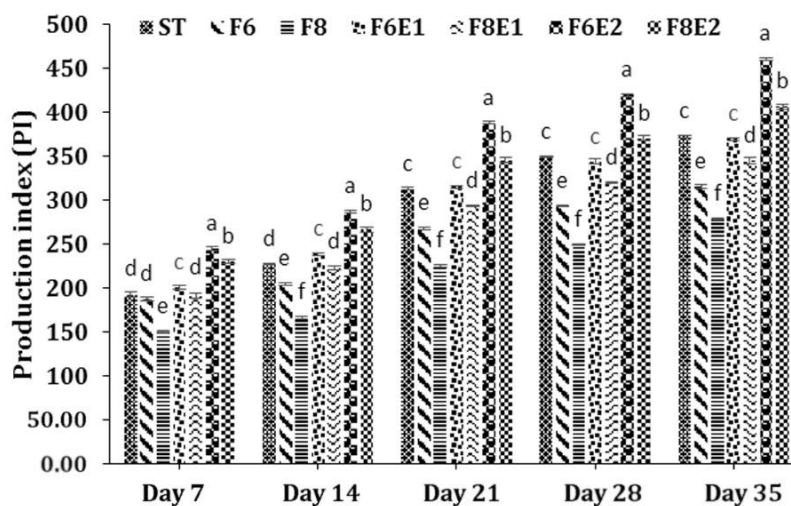 500
ST F6 F8 F6E1 F8E1 F6E2 F8E2
450
400
350
300
250
200
150
100
50.00
0.00
Production index (PI)
d d e c d a b
d e f c d a b
c e f c d a b
c e f c d a b
c e f c d a b
Day 7 Day 14 Day 21 Day 28 Day 35